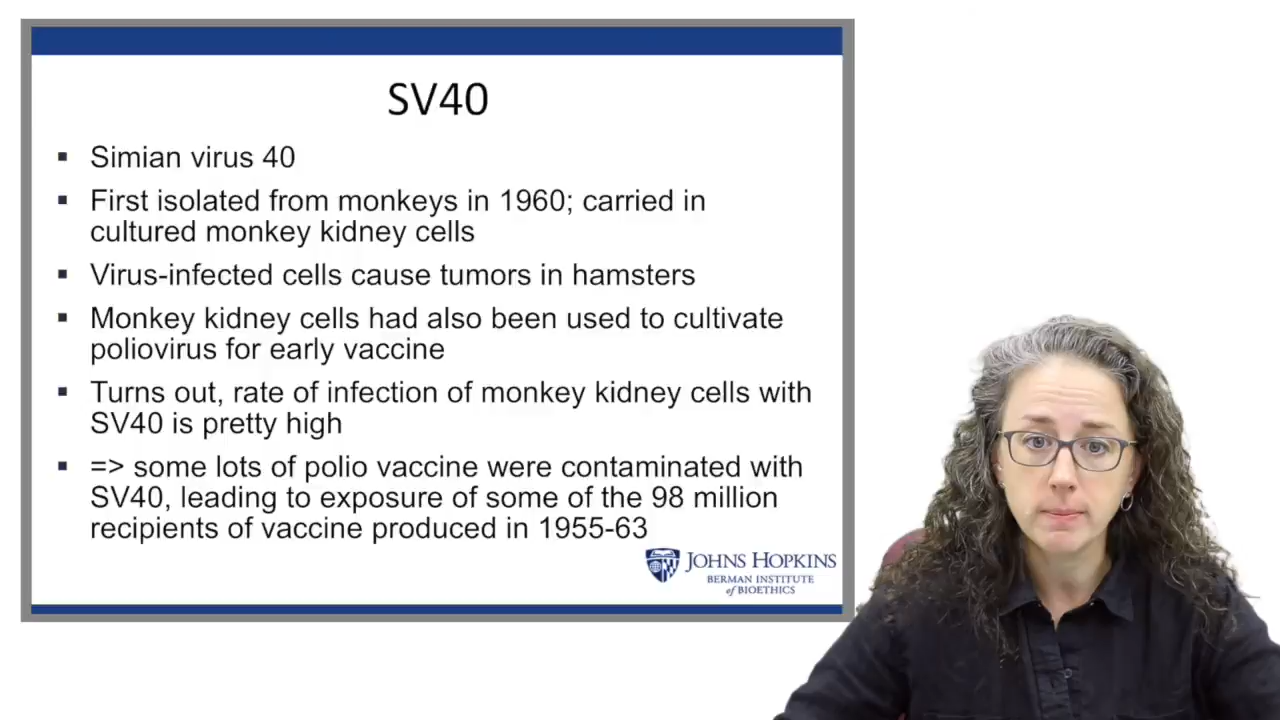 SV40
▪ Simian virus 40
▪ First isolated from monkeys in 1960; carried in
cultured monkey kidney cells
▪ Virus-infected cells cause tumors in hamsters
▪ Monkey kidney cells had also been used to cultivate
poliovirus for early vaccine
▪ Turns out, rate of infection of monkey kidney cells with
SV40 is pretty high
▪ => some lots of polio vaccine were contaminated with
SV40, leading to exposure of some of the 98 million
recipients of vaccine produced in 1955-63
JOHNS HOPKINS
BERMAN INSTITUTE
of BIOETHICS